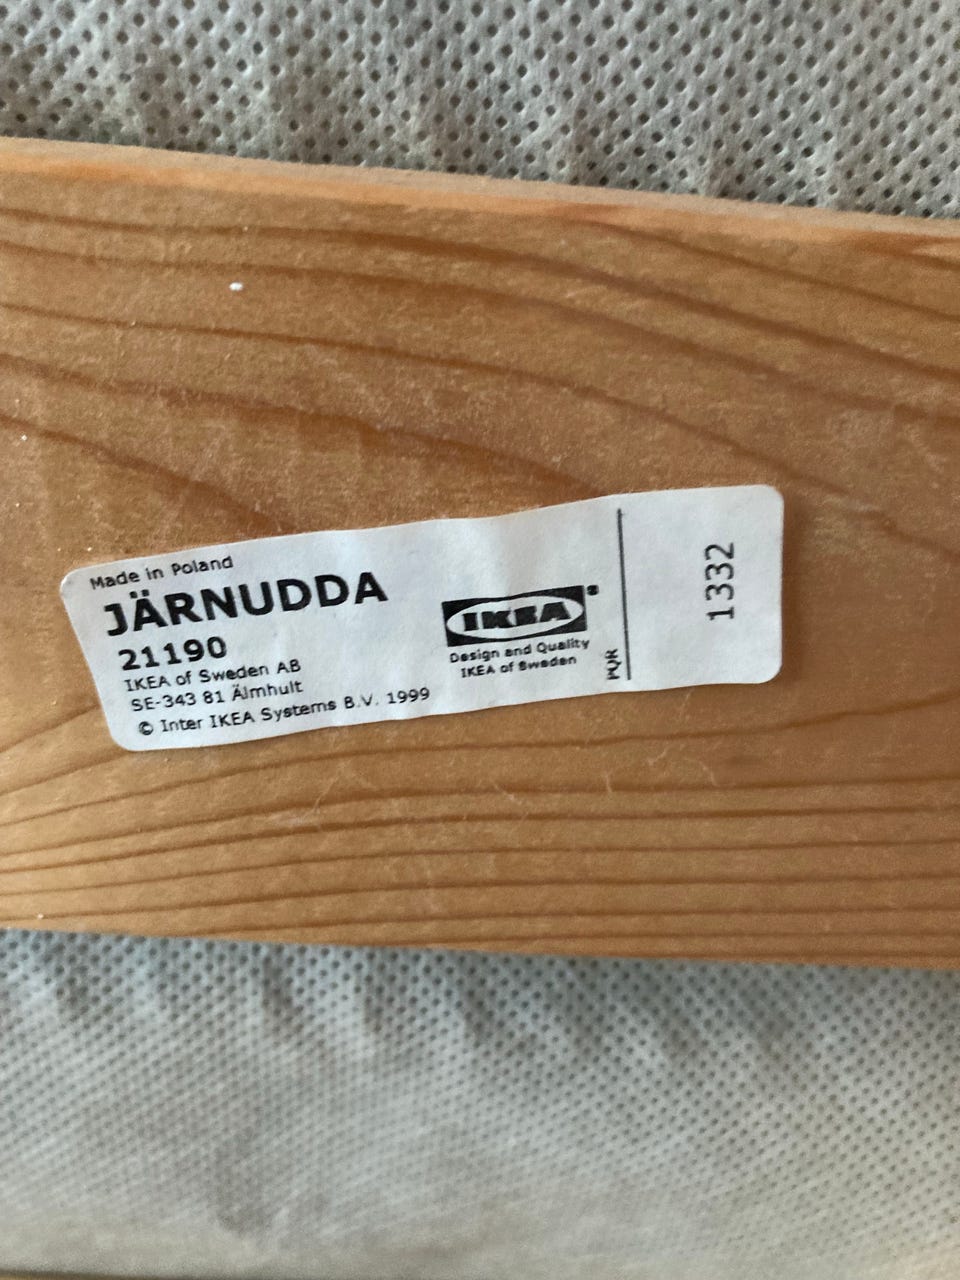 Made in Poland
JÄRNUDDA
21190
IKEA of Sweden AB
SE-343 81 Älmhult
© Inter IKEA Systems B.V. 1999
IKEA®
Design and Quality
IKEA of Sweden
PQR
1332